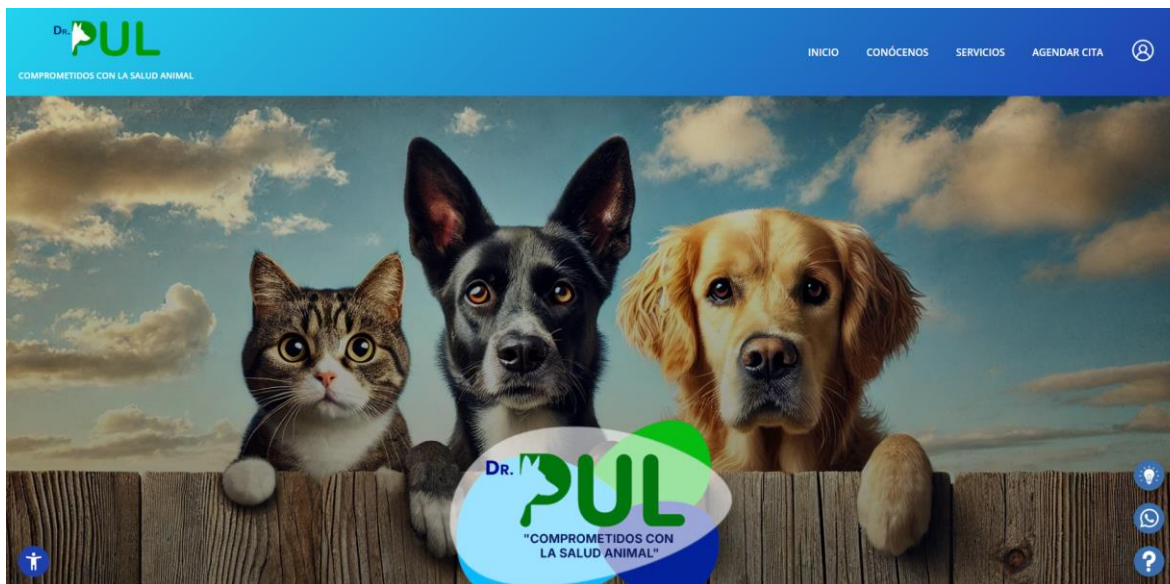 DR. PUL
COMPROMETIDOS CON LA SALUD ANIMAL
INICIO CONÓCENOS SERVICIOS AGENDAR CITA
DR. PUL
"COMPROMETIDOS CON
LA SALUD ANIMAL"
?